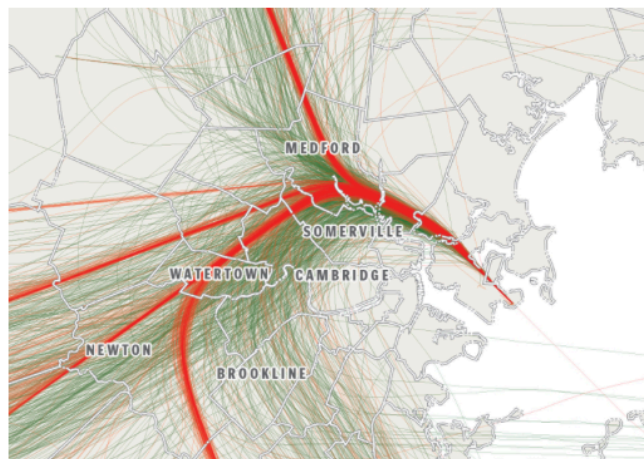 MEDFORD
SOMERVILLE
WATERTOWN
CAMBRIDGE
NEWTON
BROOKLINE